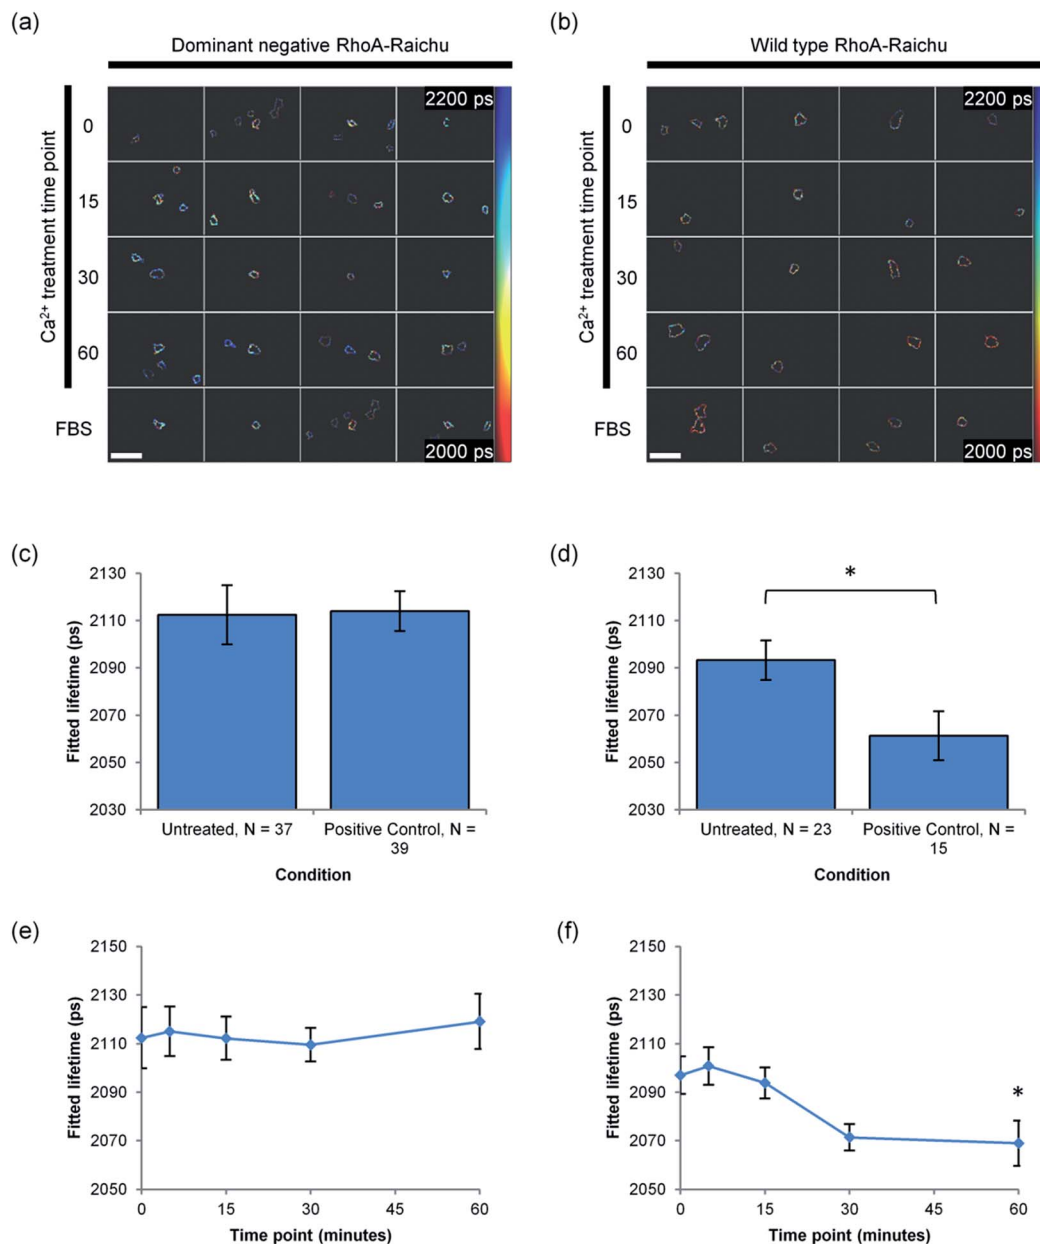 (a)
Dominant negative RhoA-Raichu
2200 ps
Ca²⁺ treatment time point
0
15
30
60
FBS
2000 ps
(b)
Wild type RhoA-Raichu
2200 ps
Ca²⁺ treatment time point
0
15
30
60
FBS
2000 ps
(c)
Fitted lifetime (ps)
2130
2110
2090
2070
2050
2030
Untreated, N = 37
Positive Control, N =
39
Condition
(d)
Fitted lifetime (ps)
2130
2110
2090
2070
2050
2030
*
Untreated, N = 23
Positive Control, N =
15
Condition
(e)
Fitted lifetime (ps)
2150
2130
2110
2090
2070
2050
0 15 30 45 60
Time point (minutes)
(f)
Fitted lifetime (ps)
2150
2130
2110
2090
2070
2050
*
0 15 30 45 60
Time point (minutes)